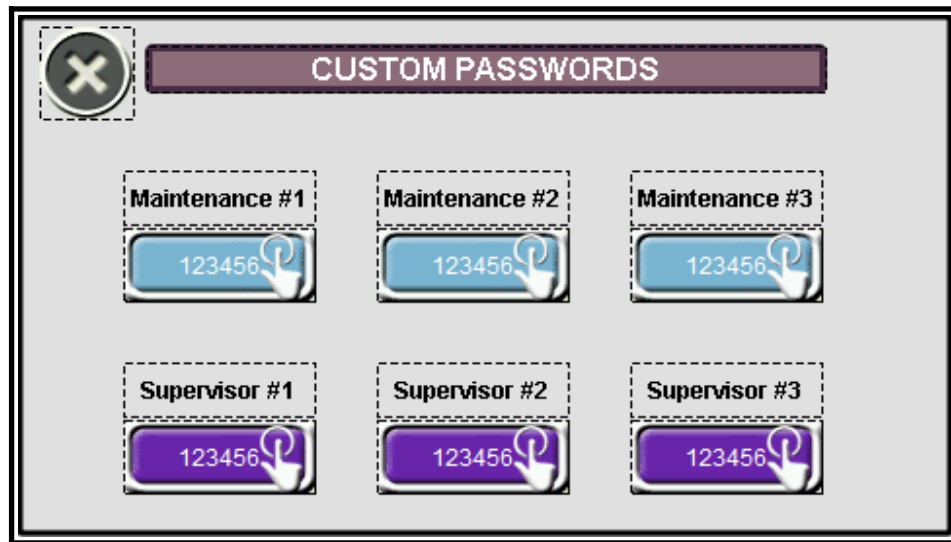 CUSTOM PASSWORDS
Maintenance #1 Maintenance #2 Maintenance #3
123456 123456 123456
Supervisor #1 Supervisor #2 Supervisor #3
123456 123456 123456